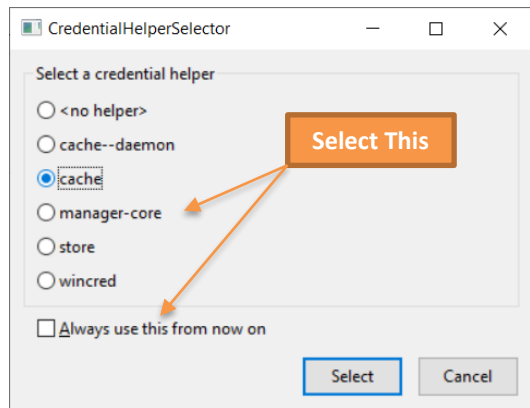 CredentialHelperSelector
Select a credential helper
<no helper>
cache--daemon
Select This
cache
manager-core
store
wincred
Always use this from now on
Select
Cancel